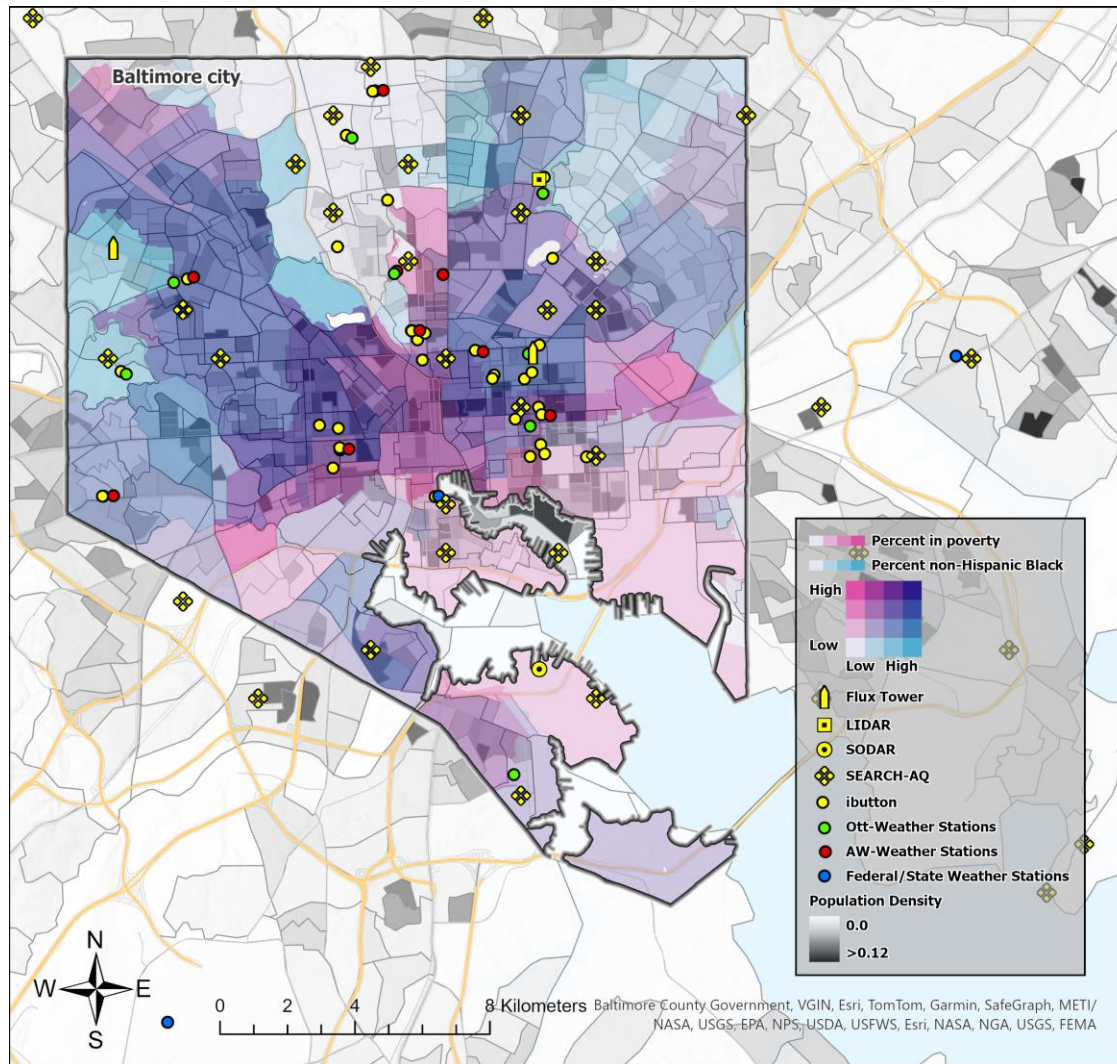 Baltimore city
Percent in poverty
Percent non-Hispanic Black
High
Low
Low High
Flux Tower
LIDAR
SODAR
SEARCH-AQ
ibutton
Ott-Weather Stations
AW-Weather Stations
Federal/State Weather Stations
Population Density
0.0
>0.12
N
W E
S
0 2 4 8 Kilometers
Baltimore County Government, VGIN, Esri, TomTom, Garmin, SafeGraph, METI/
NASA, USGS, EPA, NPS, USDA, USFWS, Esri, NASA, NGA, USGS, FEMA